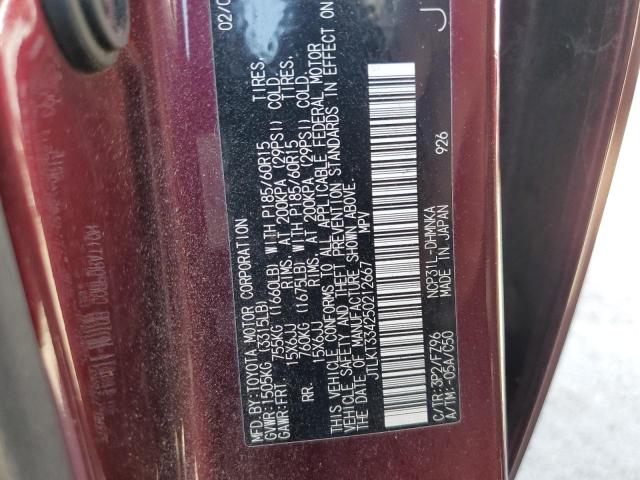 02/0
MFD.BY:TOYOTA MOTOR CORPORATION
GVWR:1505KG (3315LB)
GAWR:FRT 755KG (1660LB) WITH P185/60R15 TIRES.
15X6JJ RIMS. AT 200KPA (29PSI) COLD.
RR 760KG (1675LB) WITH P185/60R15 TIRES.
15X6JJ RIMS. AT 200KPA (29PSI) COLD.
THIS VEHICLE CONFORMS TO ALL APPLICABLE FEDERAL MOTOR
VEHICLE SAFETY AND THEFT PREVENTION STANDARDS IN EFFECT ON
THE DATE OF MANUFACTURE SHOWN ABOVE.
JTLKT334250212667 MPV
J
C/TR:3P2/F796 NCP31L-DHMNKA 926
A/TM:-05A/C50 MADE IN JAPAN